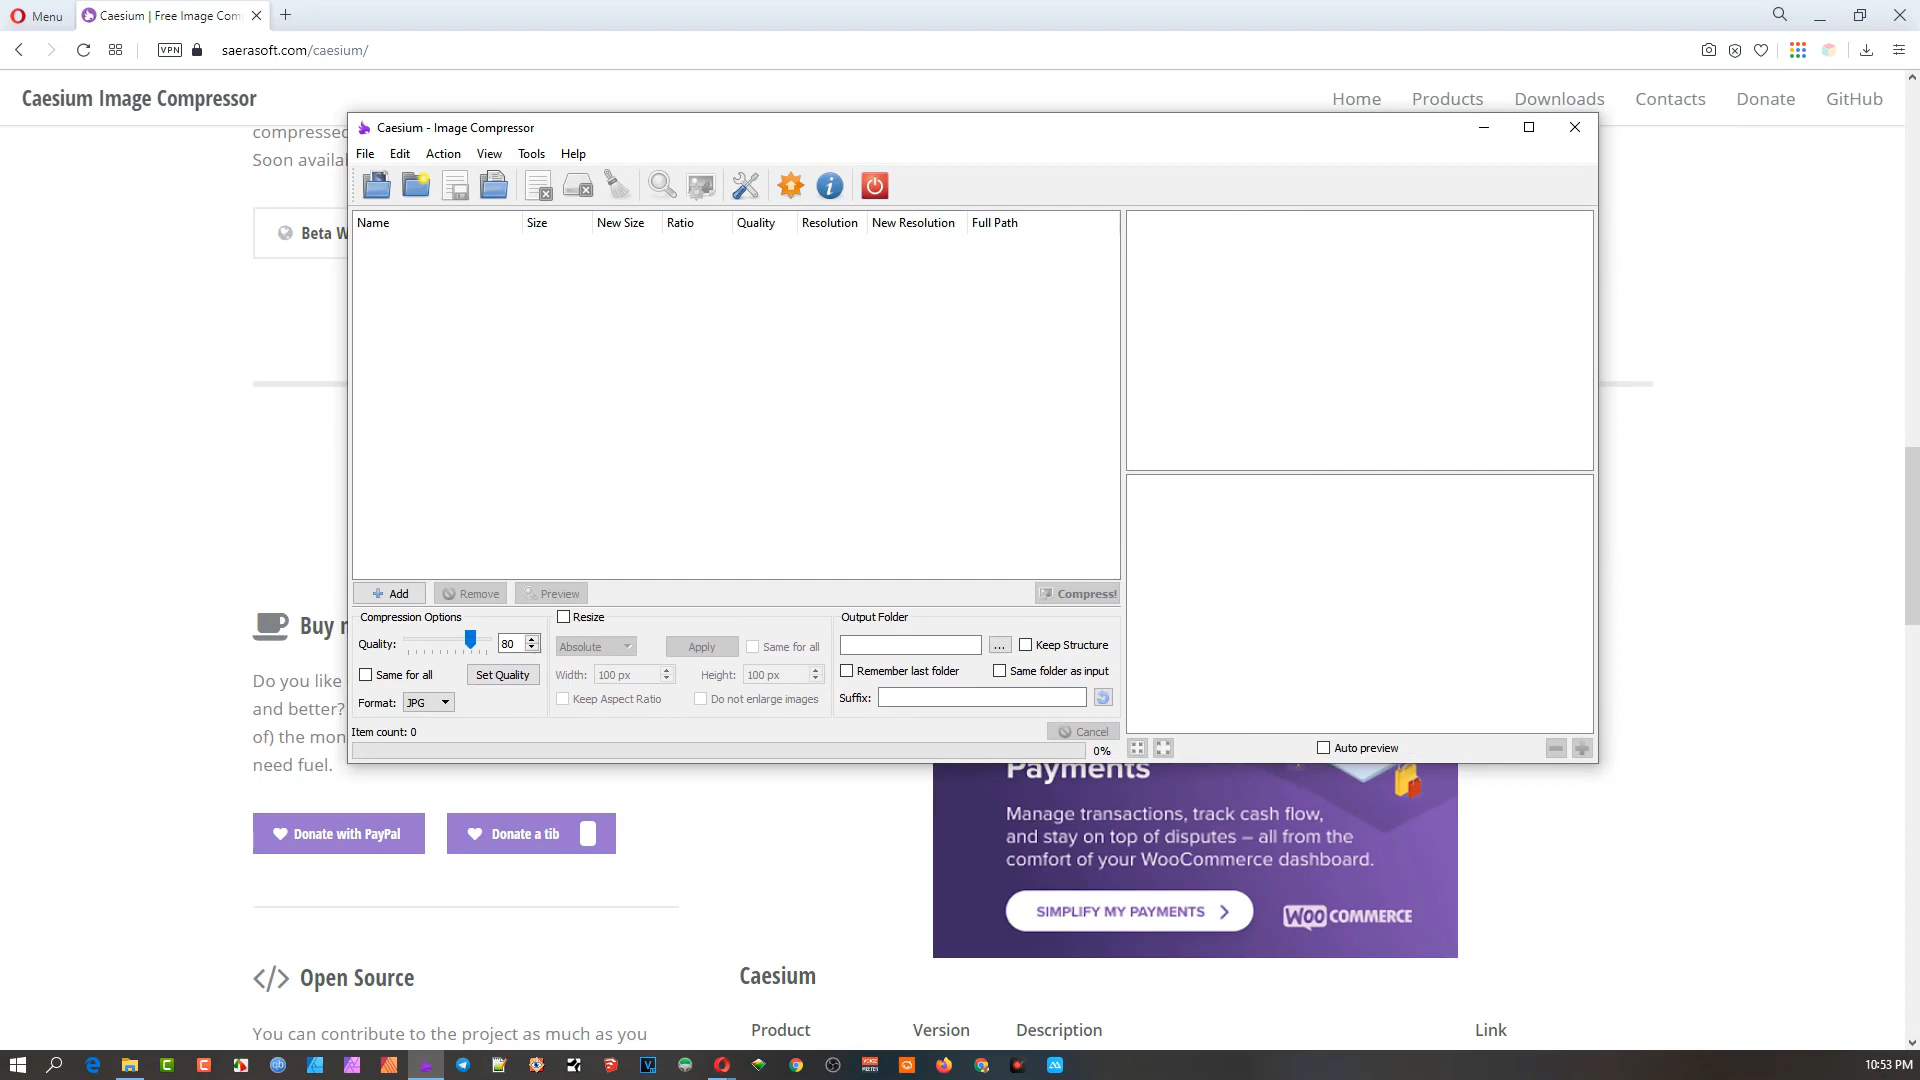 Menu
Caesium | Free Image Com
VPN
saerasoft.com/caesium/
Caesium Image Compressor
Home
Products
Downloads
Contacts
Donate
GitHub
compressed
Soon availa
Beta W
Caesium - Image Compressor
File
Edit
Action
View
Tools
Help
Name
Size
New Size
Ratio
Quality
Resolution
New Resolution
Full Path
Add
Remove
Preview
Compress!
Compression Options
Quality:
80
Same for all
Set Quality
Format:
JPG
Resize
Absolute
Apply
Same for all
Width:
100 px
Height:
100 px
Keep Aspect Ratio
Do not enlarge images
Output Folder
...
Keep Structure
Remember last folder
Same folder as input
Suffix:
Item count: 0
Cancel
0%
Auto preview
Buy
Do you like
and better?
of) the mon
need fuel.
Donate with PayPal
Donate a tib
Payments
Manage transactions, track cash flow,
and stay on top of disputes – all from the
comfort of your WooCommerce dashboard.
SIMPLIFY MY PAYMENTS
WOO COMMERCE
Open Source
You can contribute to the project as much as you
Caesium
Product
Version
Description
Link
10:53 PM